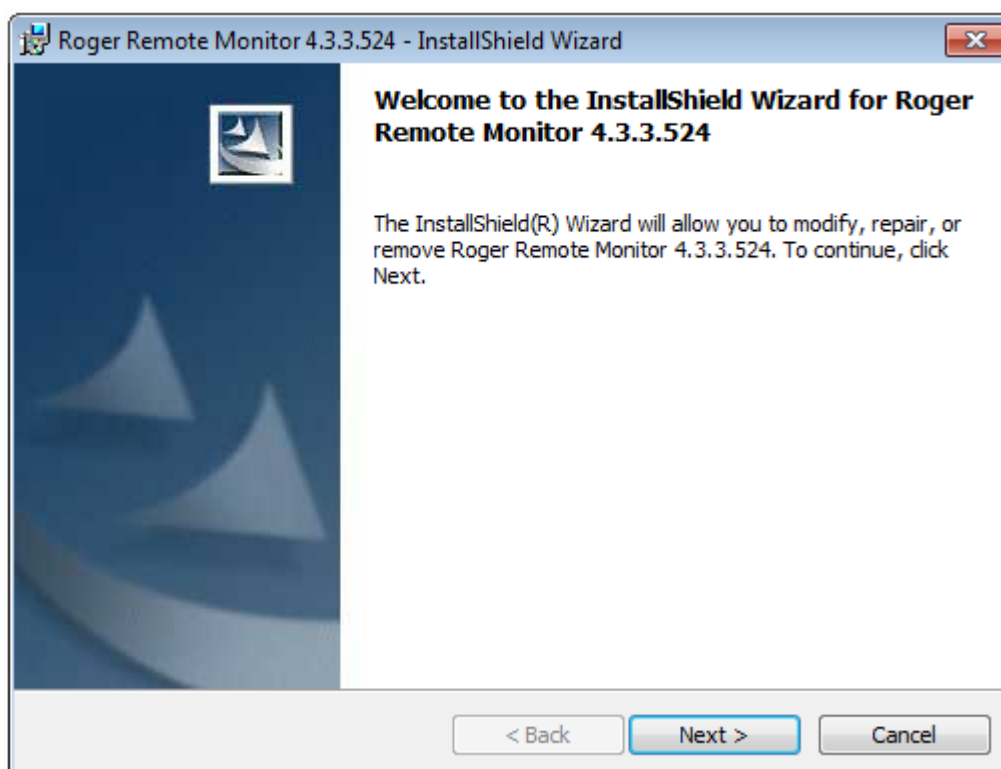 Roger Remote Monitor 4.3.3.524 - InstallShield Wizard
Welcome to the InstallShield Wizard for Roger
Remote Monitor 4.3.3.524
The InstallShield(R) Wizard will allow you to modify, repair, or
remove Roger Remote Monitor 4.3.3.524. To continue, click
Next.
< Back Next > Cancel